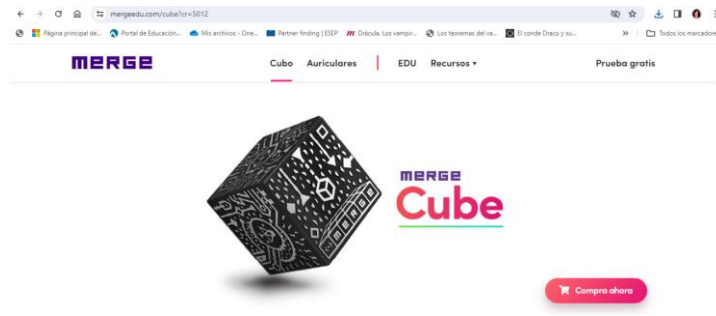 mergeedu.com/cube?cr=5012
Página principal de... Portal de Educación... Mis archivos - One... Partner finding | ESEP Drácula. Los vampir... Los teoremas del va... El conde Draco y su... » Todos los marcadores
MERGE Cubo Auriculares EDU Recursos Prueba gratis
MERGE
MERGE
Cube
Compra ahora